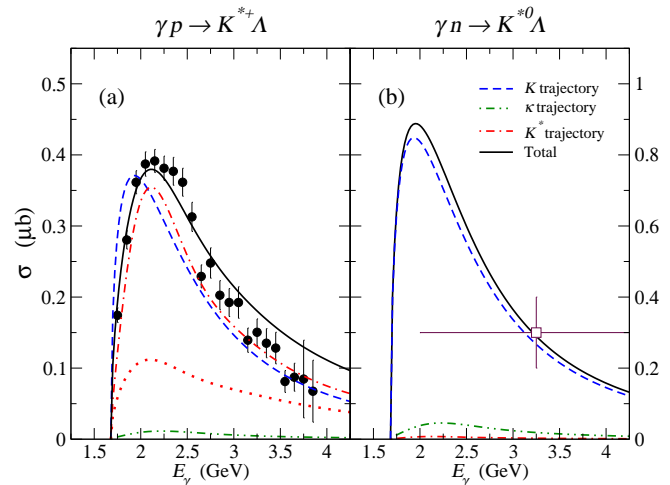 γ p → K*+Λ
γ n → K*0Λ
0.5
0.4
0.3
0.2
0.1
0
σ (μb)
(a)
1.5 2 2.5 3 3.5 4
Eγ (GeV)
(b)
K trajectory
κ trajectory
K* trajectory
Total
1
0.8
0.6
0.4
0.2
0
1.5 2 2.5 3 3.5 4
Eγ (GeV)